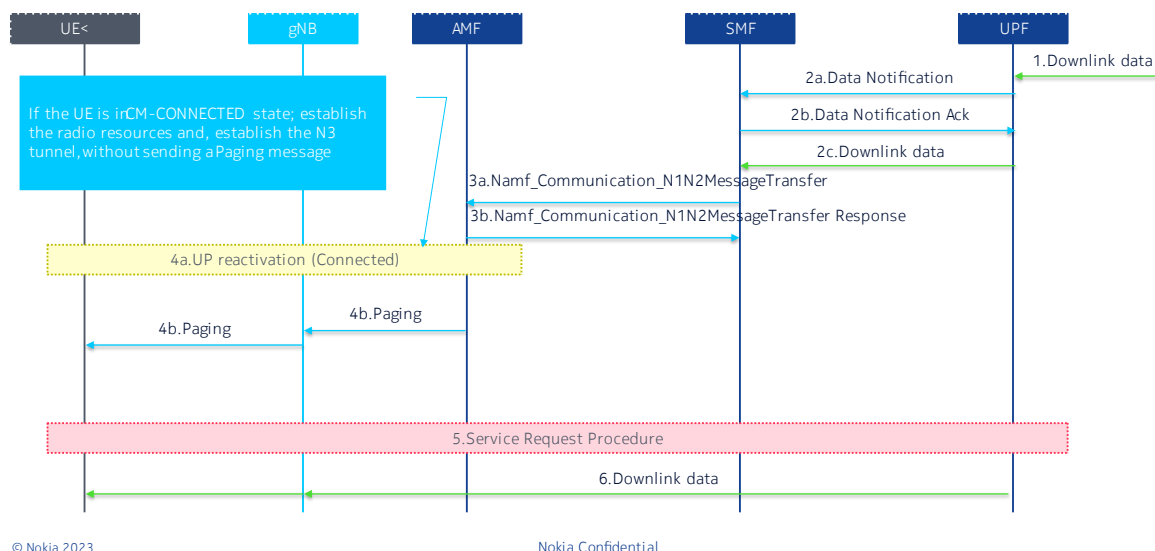 UE<
gNB
AMF
SMF
UPF
1.Downlink data
2a.Data Notification
If the UE is inCM-CONNECTED state; establish
the radio resources and, establish the N3
tunnel, without sending a Paging message
2b.Data Notification Ack
2c.Downlink data
3a.Namf_Communication_N1N2MessageTransfer
3b.Namf_Communication_N1N2MessageTransfer Response
4a.UP reactivation (Connected)
4b.Paging
4b.Paging
5.Service Request Procedure
6.Downlink data
© Nokia 2023
Nokia Confidential